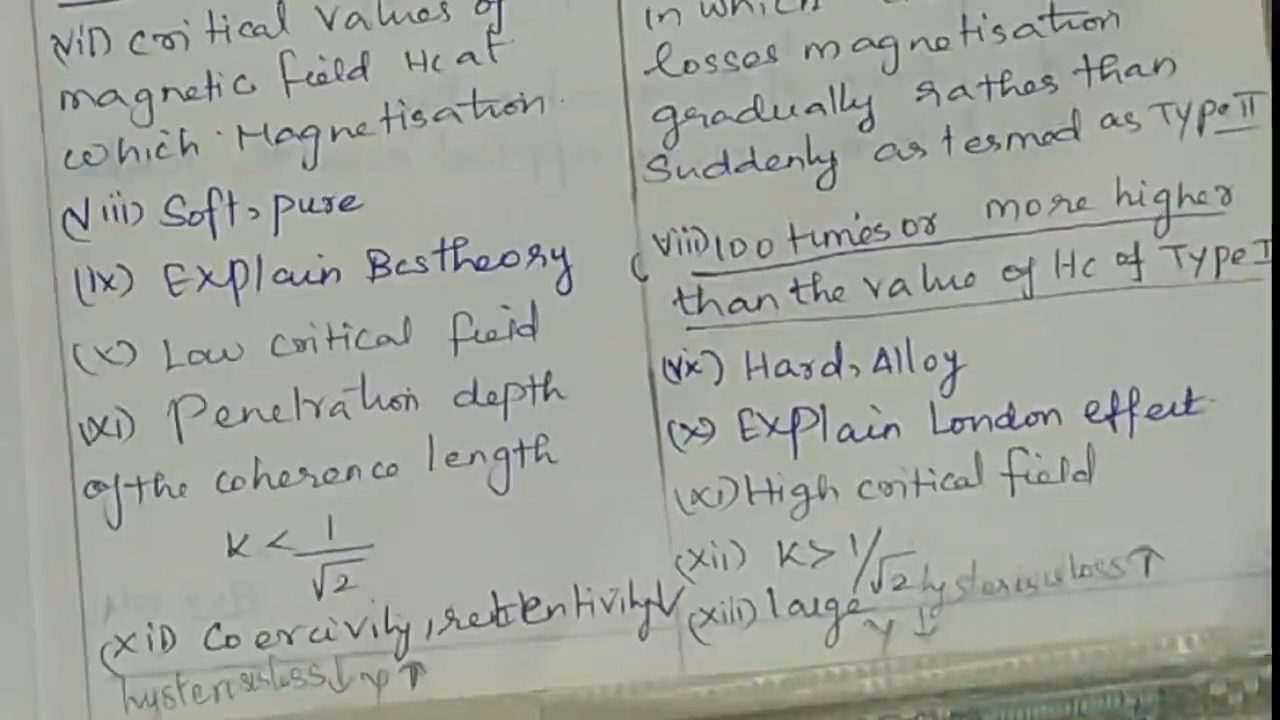 (vii) critical values of
magnetic field Hc at
which Magnetisation.
(viii) Soft, pure
(ix) Explain Bcs theory
(x) Low critical field
(xi) Penetration depth
of the coherence length
K < 1/√2
(xii) Coercivity, retentivity ↓
hysterisis loss ↓ γ ↑
in which
losses magnetisation
gradually rather than
Suddenly as termed as Type II
(viii) 100 times or more higher
than the value of Hc of Type I
(ix) Hard, Alloy
(x) Explain London effect
(xi) High critical field
(xii) K > 1/√2 hysterisis loss ↑
(xiii) large γ ↓